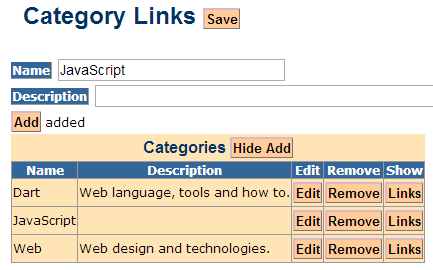 Category Links Save
Name JavaScript
Description
Add added
Categories Hide Add
Name Description Edit Remove Show
Dart Web language, tools and how to. Edit Remove Links
JavaScript Edit Remove Links
Web Web design and technologies. Edit Remove Links